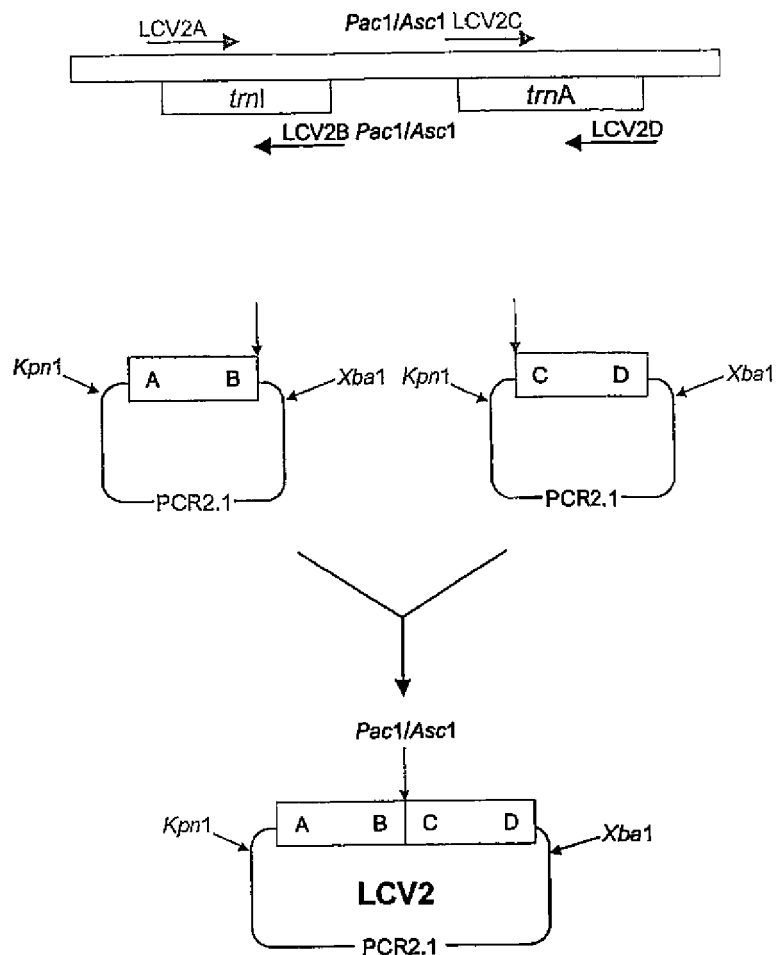 LCV2A Pac1/Asc1 LCV2C
trnI trnA
LCV2B Pac1/Asc1 LCV2D
Kpn1 A B Xba1
Kpn1 C D Xba1
PCR2.1
PCR2.1
Pac1/Asc1
Kpn1 A B C D Xba1
LCV2
PCR2.1